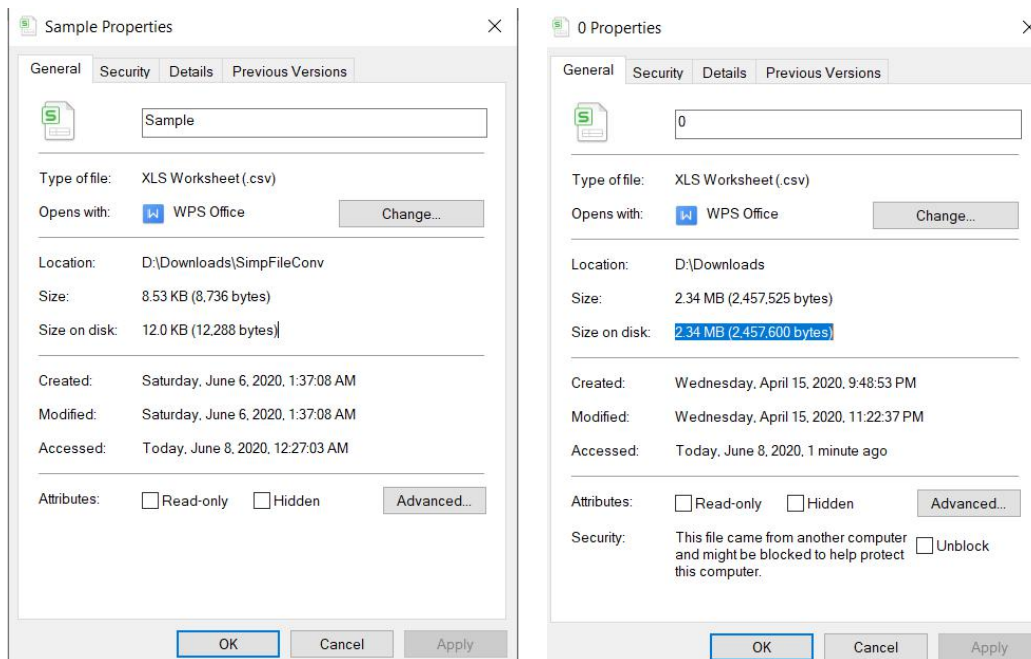 Sample Properties
General Security Details Previous Versions
Sample
Type of file: XLS Worksheet (.csv)
Opens with: WPS Office Change...
Location: D:\Downloads\SimpFileConv
Size: 8.53 KB (8,736 bytes)
Size on disk: 12.0 KB (12,288 bytes)
Created: Saturday, June 6, 2020, 1:37:08 AM
Modified: Saturday, June 6, 2020, 1:37:08 AM
Accessed: Today, June 8, 2020, 12:27:03 AM
Attributes: Read-only Hidden Advanced...
OK Cancel Apply
0 Properties
General Security Details Previous Versions
0
Type of file: XLS Worksheet (.csv)
Opens with: WPS Office Change...
Location: D:\Downloads
Size: 2.34 MB (2,457,525 bytes)
Size on disk: 2.34 MB (2,457,600 bytes)
Created: Wednesday, April 15, 2020, 9:48:53 PM
Modified: Wednesday, April 15, 2020, 11:22:37 PM
Accessed: Today, June 8, 2020, 1 minute ago
Attributes: Read-only Hidden Advanced...
Security: This file came from another computer
and might be blocked to help protect Unblock
this computer.
OK Cancel Apply